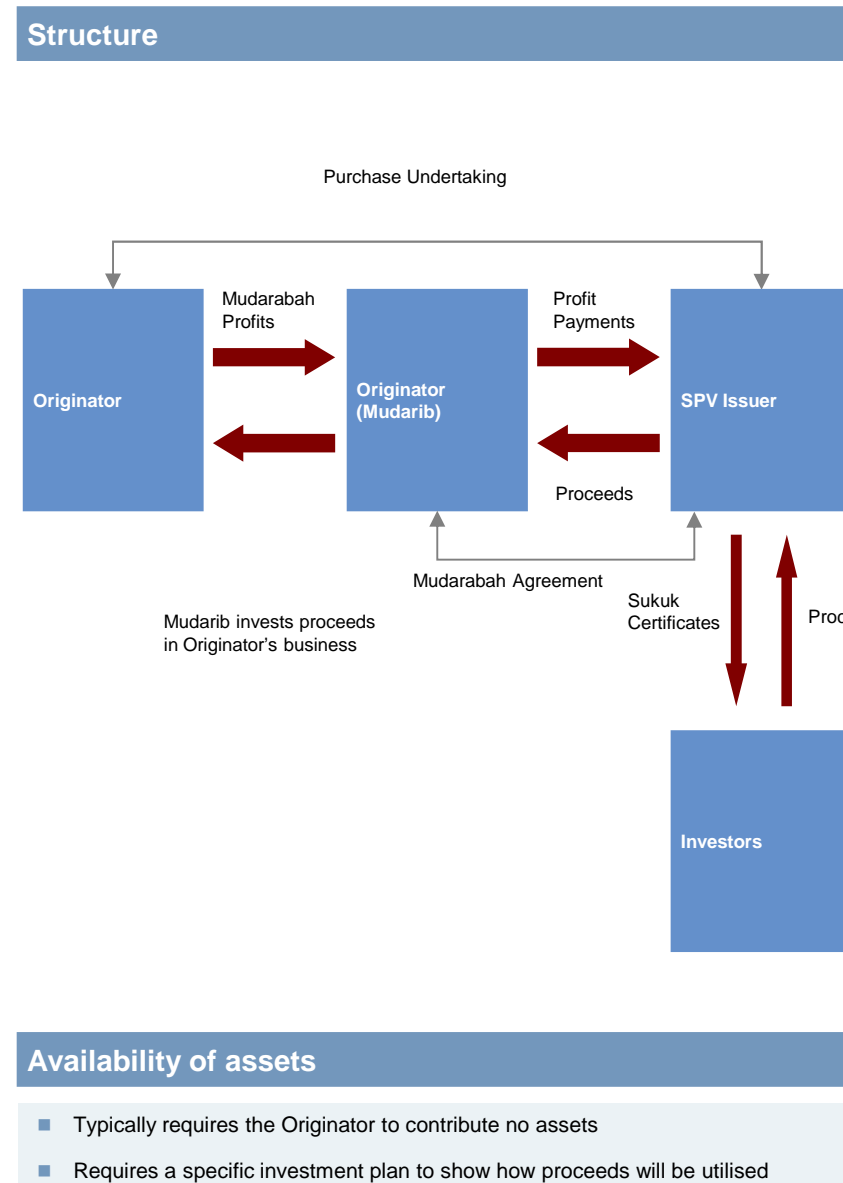 Structure
Purchase Undertaking
Mudarabah
Profits
Profit
Payments
Originator
Originator
(Mudarib)
SPV Issuer
Proceeds
Mudarabah Agreement
Mudarib invests proceeds
in Originator's business
Sukuk
Certificates
Investors
Availability of assets
Typically requires the Originator to contribute no assets
Requires a specific investment plan to show how proceeds will be utilised